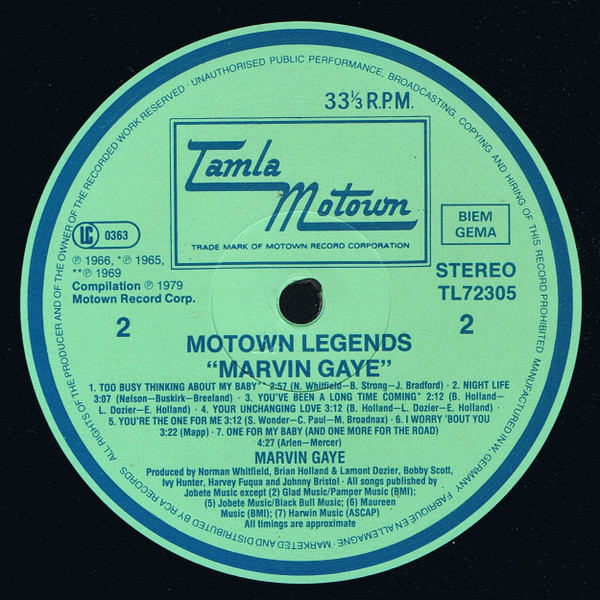 33⅓ R.P.M.
Tamla
Motown
TRADE MARK OF MOTOWN RECORD CORPORATION
LC 0363
BIEM
GEMA
℗ 1966, *℗ 1965,
**℗ 1969
Compilation ℗ 1979
Motown Record Corp.
STEREO
TL72305
2
2
MOTOWN LEGENDS
“MARVIN GAYE”
1. TOO BUSY THINKING ABOUT MY BABY** 2:57 (N. Whitfield–B. Strong–J. Bradford) · 2. NIGHT LIFE
3:07 (Nelson–Buskirk–Breeland) · 3. YOU'VE BEEN A LONG TIME COMING* 2:12 (B. Holland–
L. Dozier–E. Holland) · 4. YOUR UNCHANGING LOVE 3:12 (B. Holland–L. Dozier–E. Holland) ·
5. YOU'RE THE ONE FOR ME 3:12 (S. Wonder–C. Paul–M. Broadnax) · 6. I WORRY 'BOUT YOU
3:22 (Mapp) · 7. ONE FOR MY BABY (AND ONE MORE FOR THE ROAD)
4:27 (Arlen–Mercer)
MARVIN GAYE
Produced by Norman Whitfield, Brian Holland & Lamont Dozier, Bobby Scott,
Ivy Hunter, Harvey Fuqua and Johnny Bristol · All songs published by
Jobete Music except (2) Glad Music/Pamper Music (BMI);
(5) Jobete Music/Black Bull Music; (6) Maureen
Music (BMI); (7) Harwin Music (ASCAP)
All timings are approximate
ALL RIGHTS OF THE PRODUCER AND OF THE OWNER OF THE RECORDED WORK RESERVED · UNAUTHORISED PUBLIC PERFORMANCE, BROADCASTING, COPYING AND HIRING OF THIS RECORD PROHIBITED · MANUFACTURED IN W. GERMANY · FABRIQUE EN ALLEMAGNE · MARKETED AND DISTRIBUTED BY RCA RECORDS